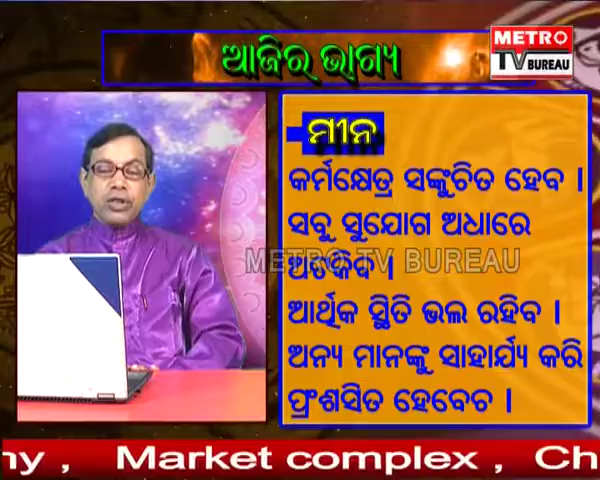 ଆଜିର ଭାଗ୍ୟ
METRO
TV BUREAU
ମୀନ
କର୍ମକ୍ଷେତ୍ର ସଙ୍କୁଚିତ ହେବ ।
ସବୁ ସୁଯୋଗ ଅଧାରେ
ଅଟକିବ ।
METRO TV BUREAU
ଆର୍ଥିକ ସ୍ଥିତି ଭଲ ରହିବ ।
ଅନ୍ୟ ମାନଙ୍କୁ ସାହାର୍ଯ୍ୟ କରି
ପ୍ରଂଶସିତ ହେବେଚ ।
ny , Market complex , Ch